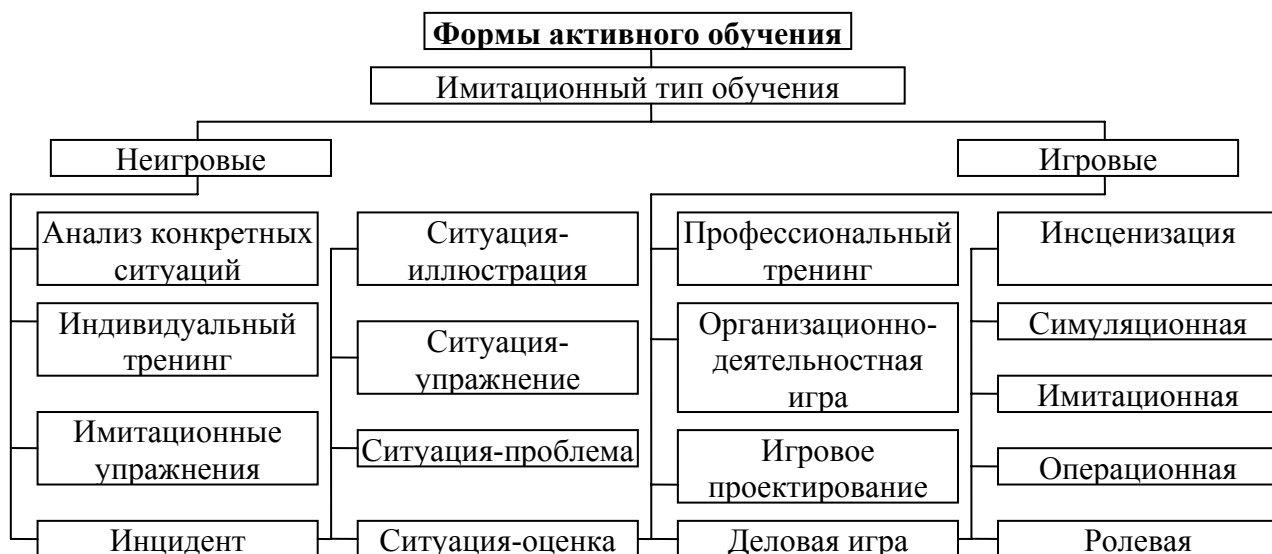 Формы активного обучения
Имитационный тип обучения
Неигровые
Игровые
Анализ конкретных
ситуаций
Индивидуальный
тренинг
Имитационные
упражнения
Инцидент
Ситуация-
иллюстрация
Ситуация-
упражнение
Ситуация-проблема
Ситуация-оценка
Профессиональный
тренинг
Организационно-
деятельностная
игра
Игровое
проектирование
Деловая игра
Инсценизация
Симуляционная
Имитационная
Операционная
Ролевая